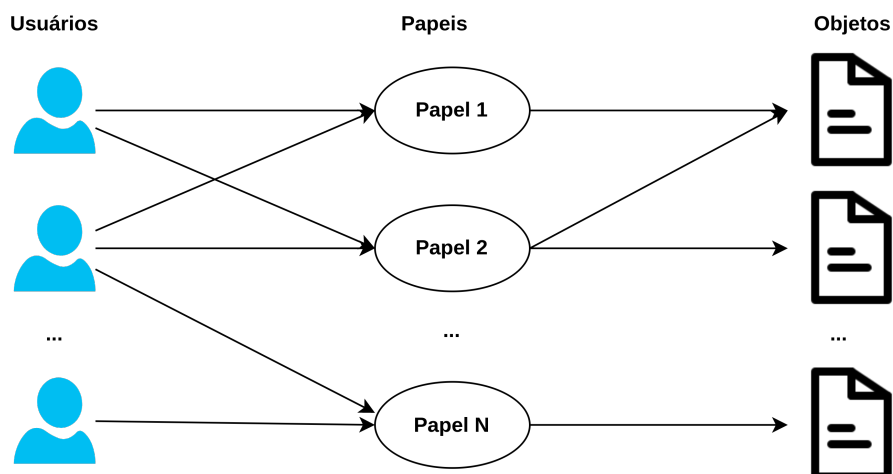 Usuários
Papeis
Objetos
Papel 1
Papel 2
...
...
...
Papel N